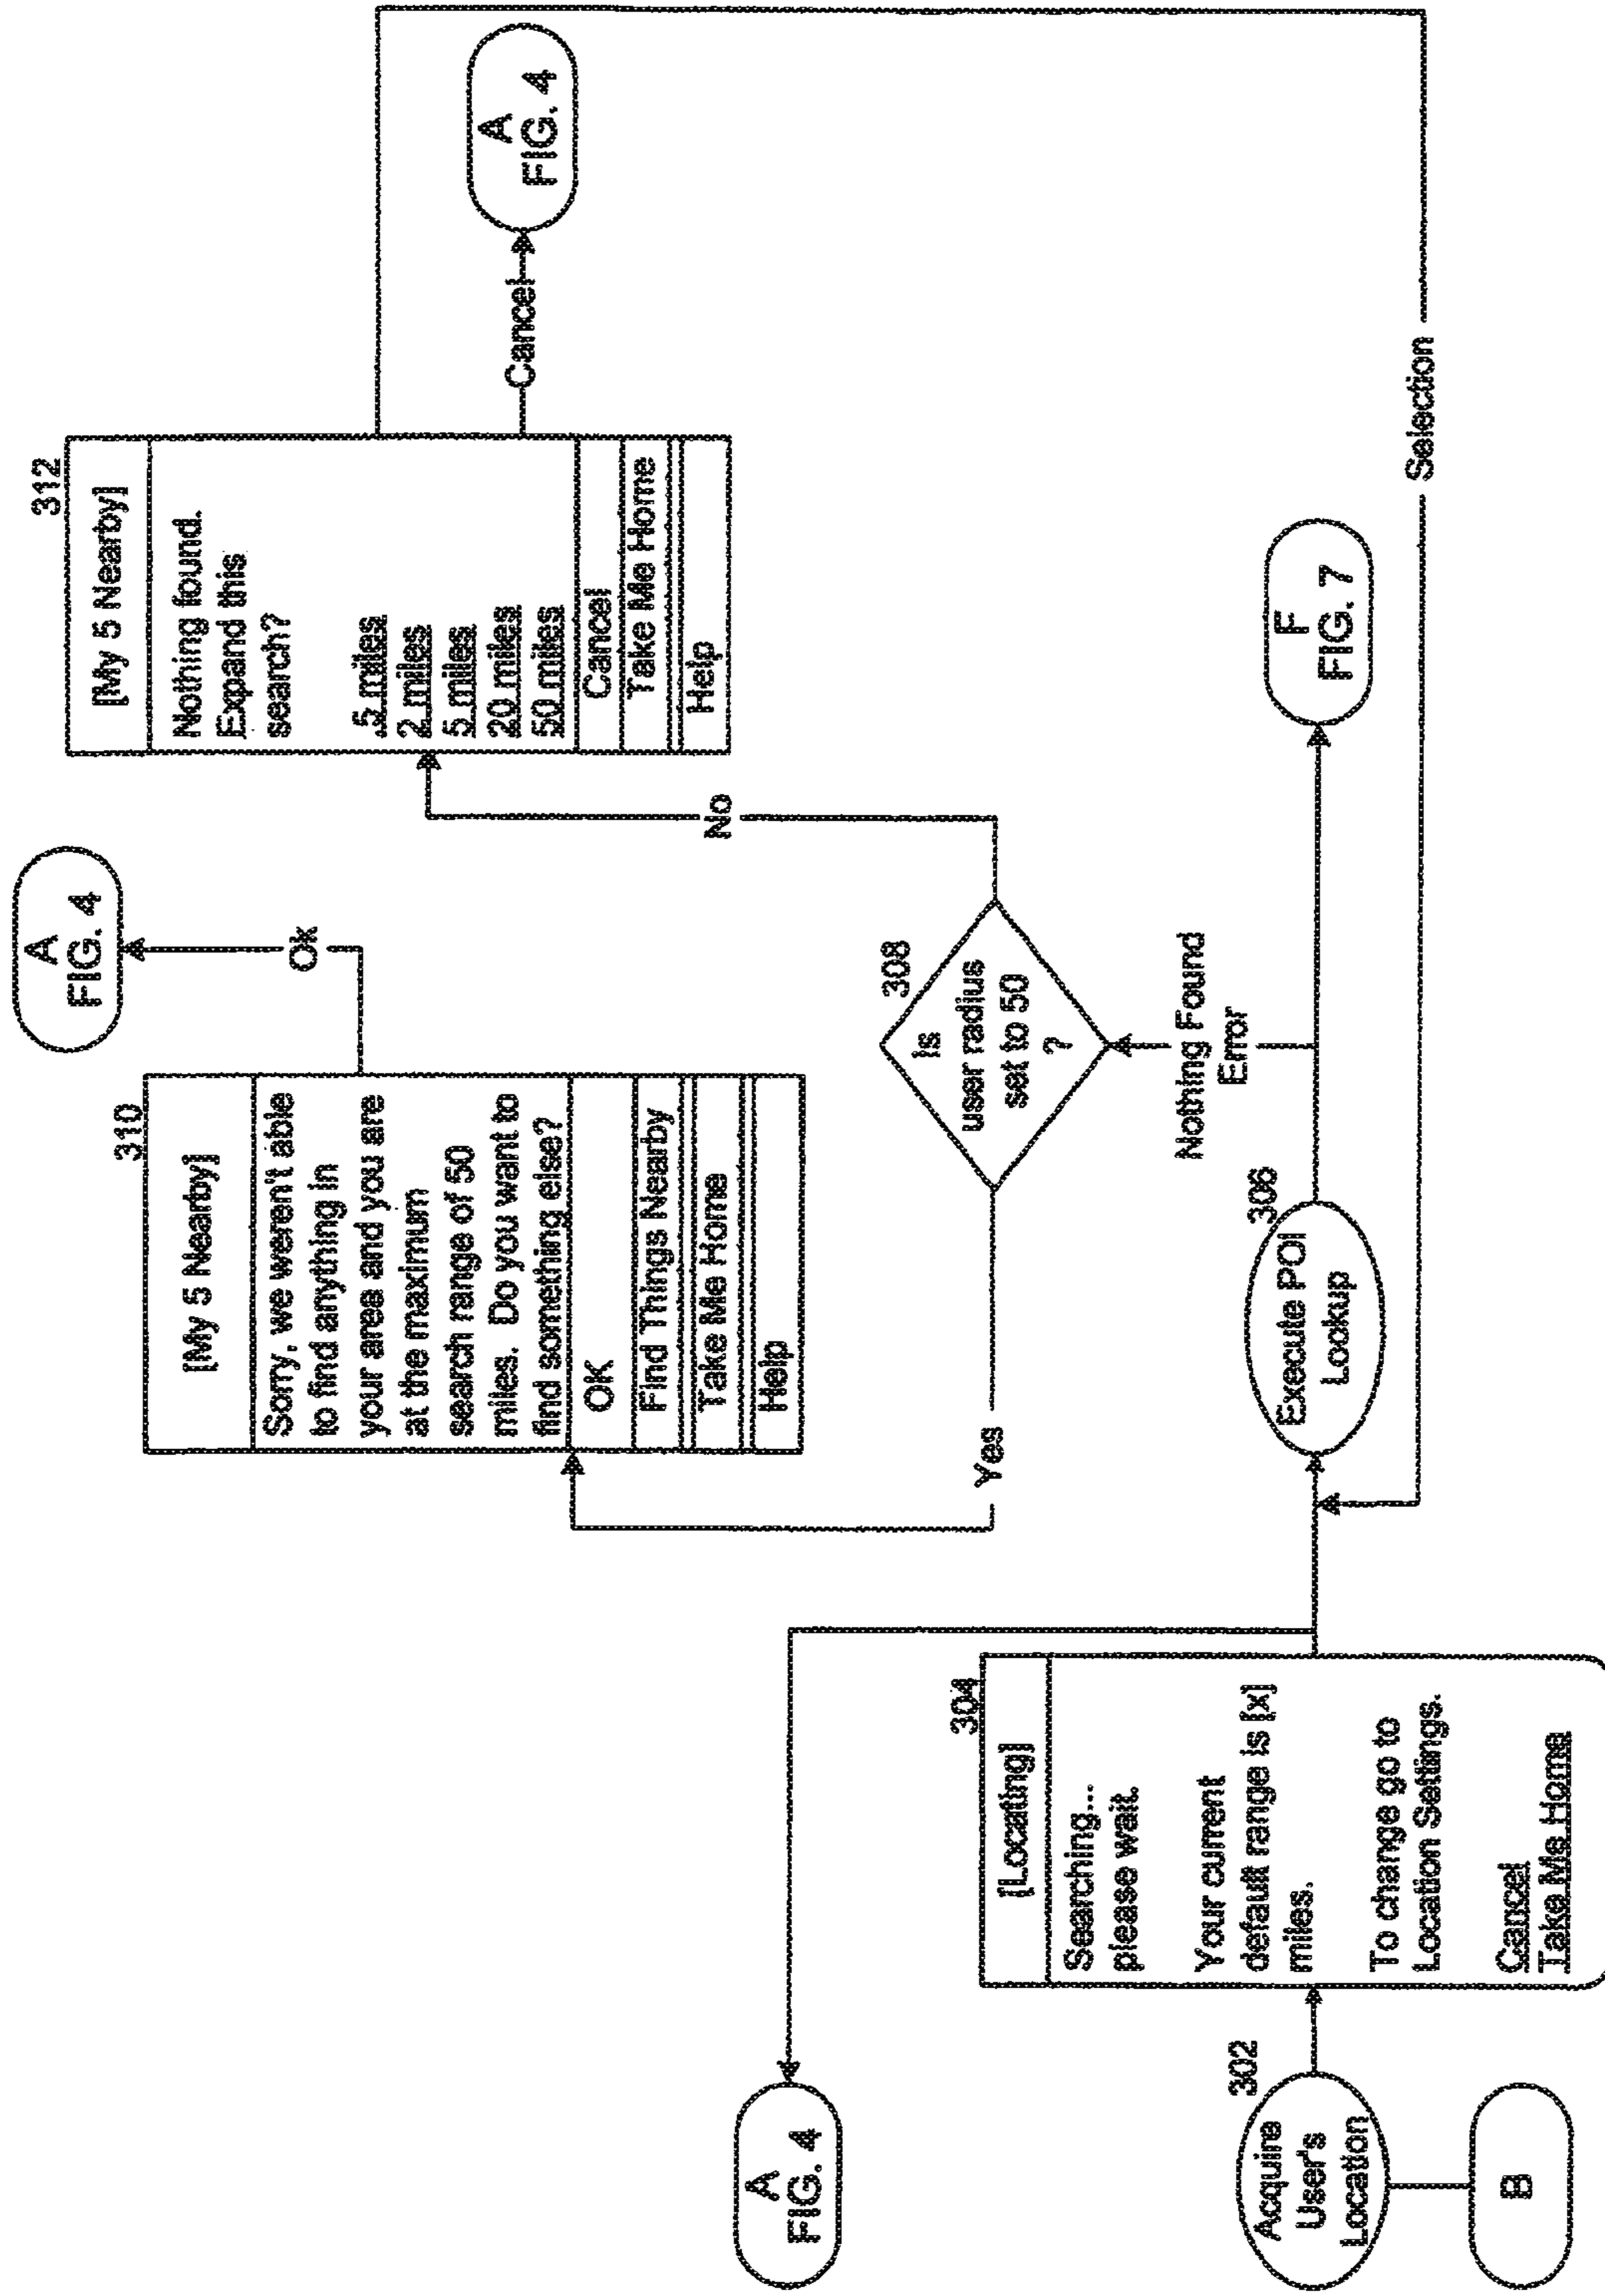 B
302
Acquire
User's
Location
304
[Locating]
Searching...
please wait.
Your current
default range is [x]
miles.
To change go to
Location Settings.
Cancel
Take Me Home
A
FIG. 4
306
Execute POI
Lookup
Nothing Found
Error
308
Is
user radius
set to 50
?
Yes
No
310
[My 5 Nearby]
Sorry, we weren't able
to find anything in
your area and you are
at the maximum
search range of 50
miles. Do you want to
find something else?
OK
Find Things Nearby
Take Me Home
Help
Ok
A
FIG. 4
312
[My 5 Nearby]
Nothing found.
Expand this
search?
.5 miles
2 miles
5 miles
20 miles
50 miles
Cancel
Take Me Home
Help
Cancel
A
FIG. 4
F
FIG. 7
Selection